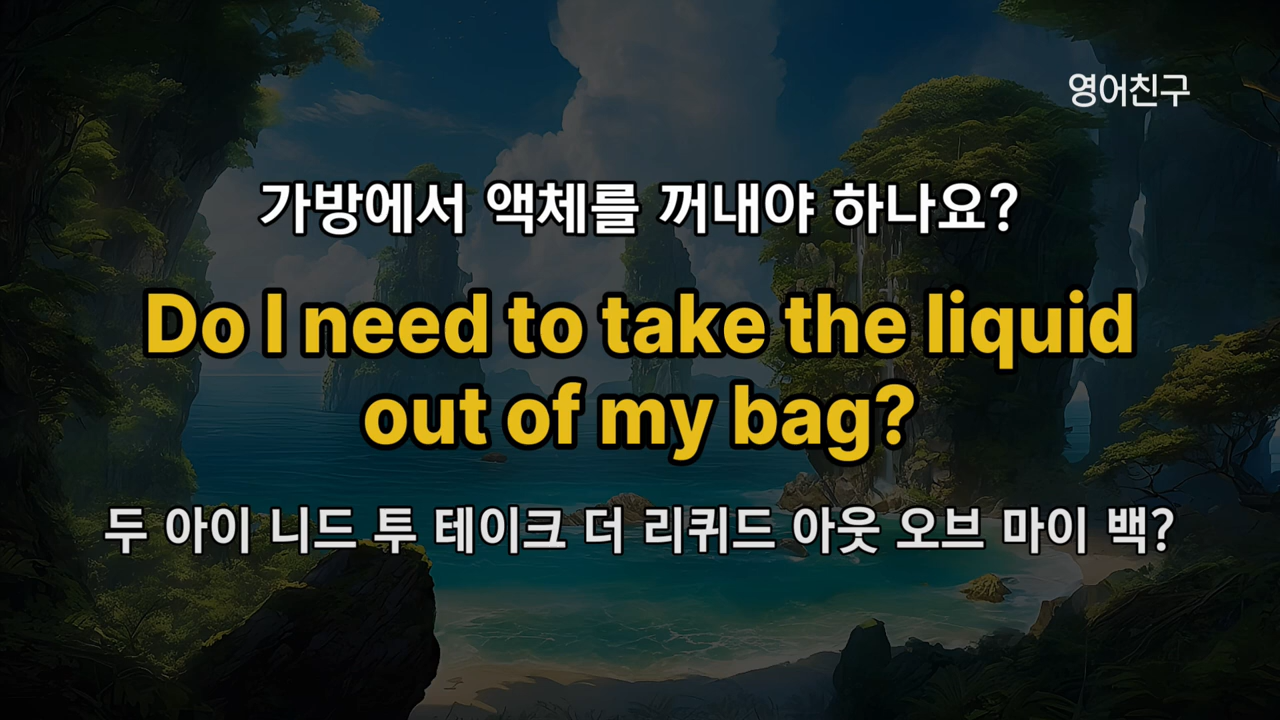 영어친구
가방에서 액체를 꺼내야 하나요?
Do I need to take the liquid
out of my bag?
두 아이 니드 투 테이크 더 리퀴드 아웃 오브 마이 백?